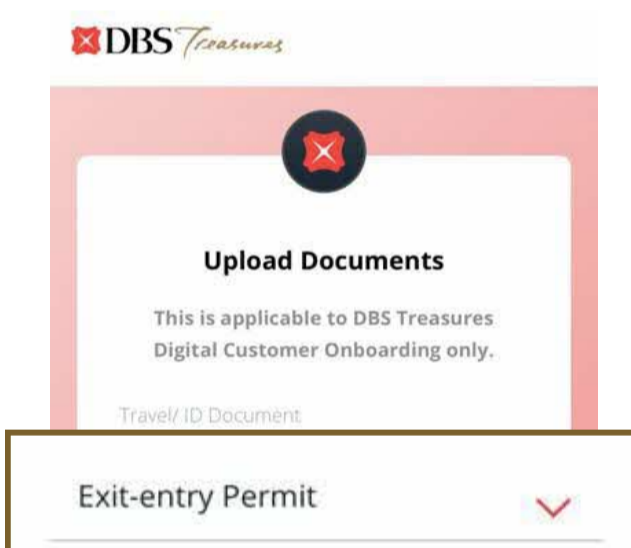 DBS Treasures
Upload Documents
This is applicable to DBS Treasures
Digital Customer Onboarding only.
Travel/ ID Document
Exit-entry Permit